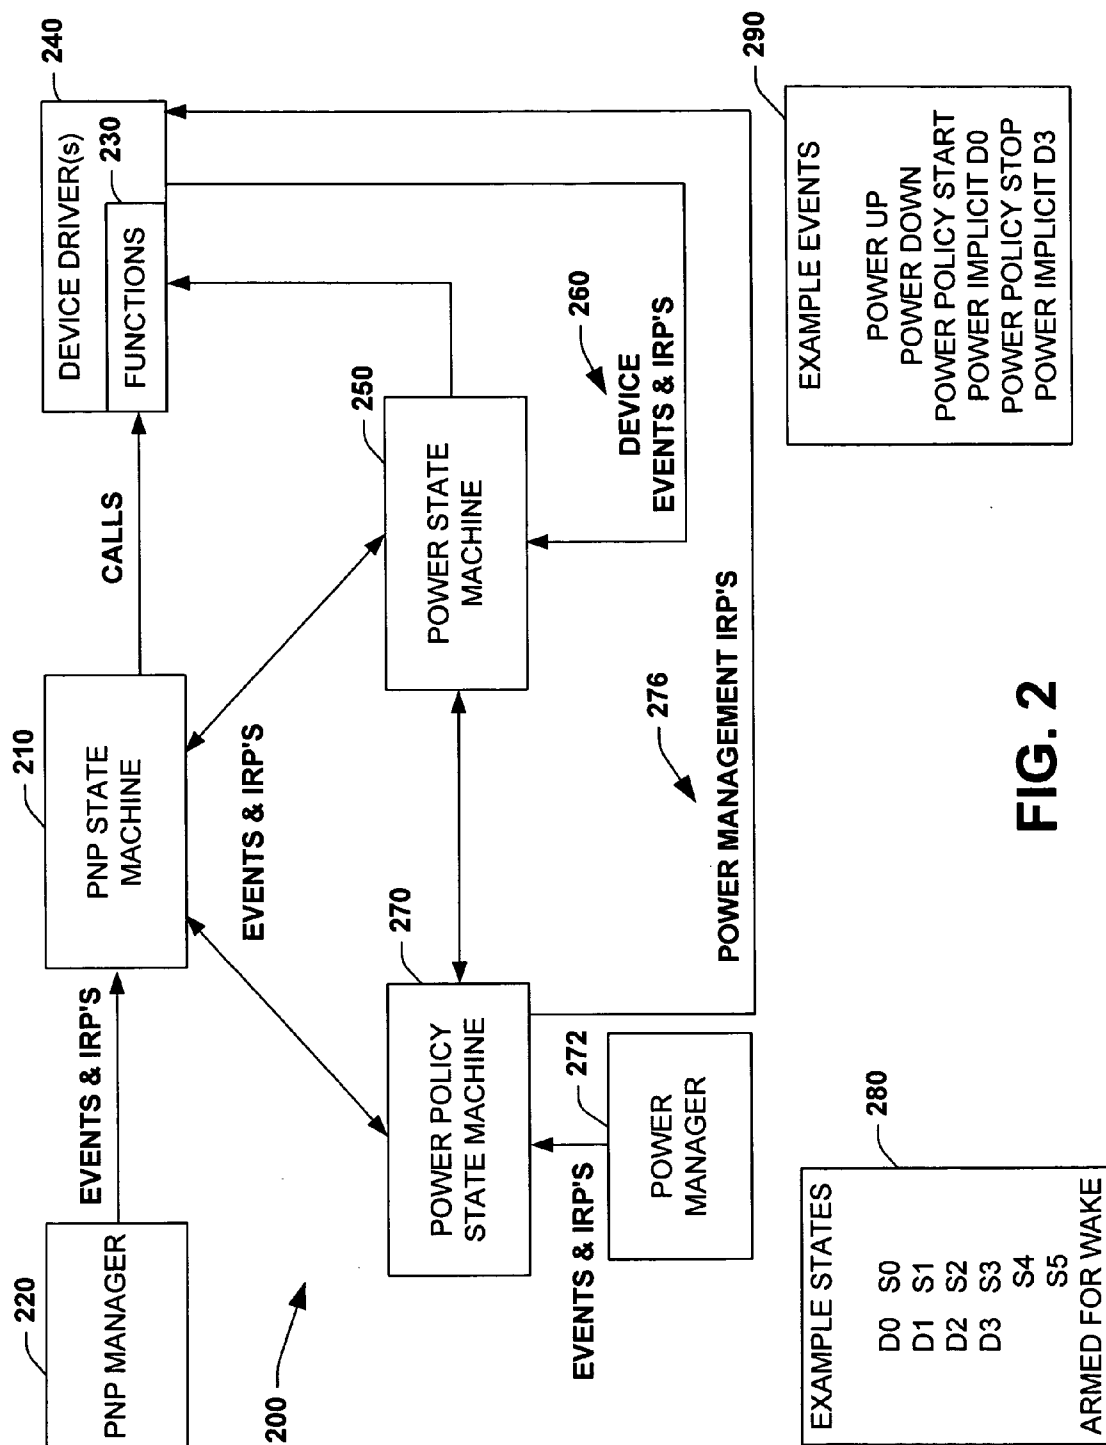 220
PNP MANAGER
EVENTS & IRP'S
210
PNP STATE
MACHINE
CALLS
240
DEVICE DRIVER(s)
230
FUNCTIONS
200
EVENTS & IRP'S
270
POWER POLICY
STATE MACHINE
250
POWER STATE
MACHINE
260
DEVICE
EVENTS & IRP'S
EVENTS & IRP'S
272
POWER
MANAGER
276
POWER MANAGEMENT IRP'S
280
EXAMPLE STATES
D0 S0
D1 S1
D2 S2
D3 S3
S4
S5
ARMED FOR WAKE
290
EXAMPLE EVENTS
POWER UP
POWER DOWN
POWER POLICY START
POWER IMPLICIT D0
POWER POLICY STOP
POWER IMPLICIT D3
FIG. 2